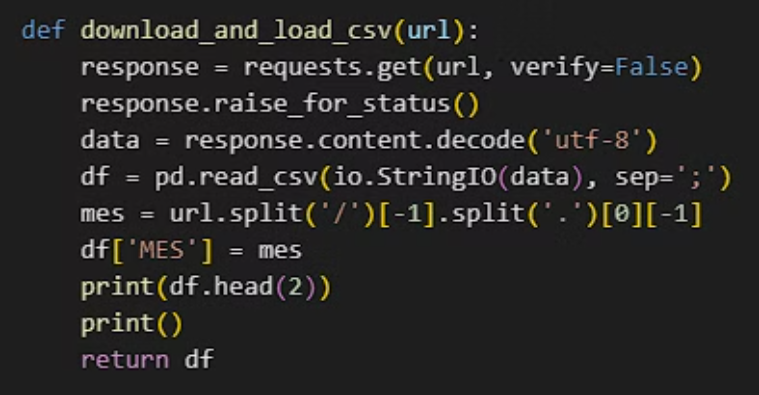 def download_and_load_csv(url):
    response = requests.get(url, verify=False)
    response.raise_for_status()
    data = response.content.decode('utf-8')
    df = pd.read_csv(io.StringIO(data), sep=';')
    mes = url.split('/')[-1].split('.')[0][-1]
    df['MES'] = mes
    print(df.head(2))
    print()
    return df